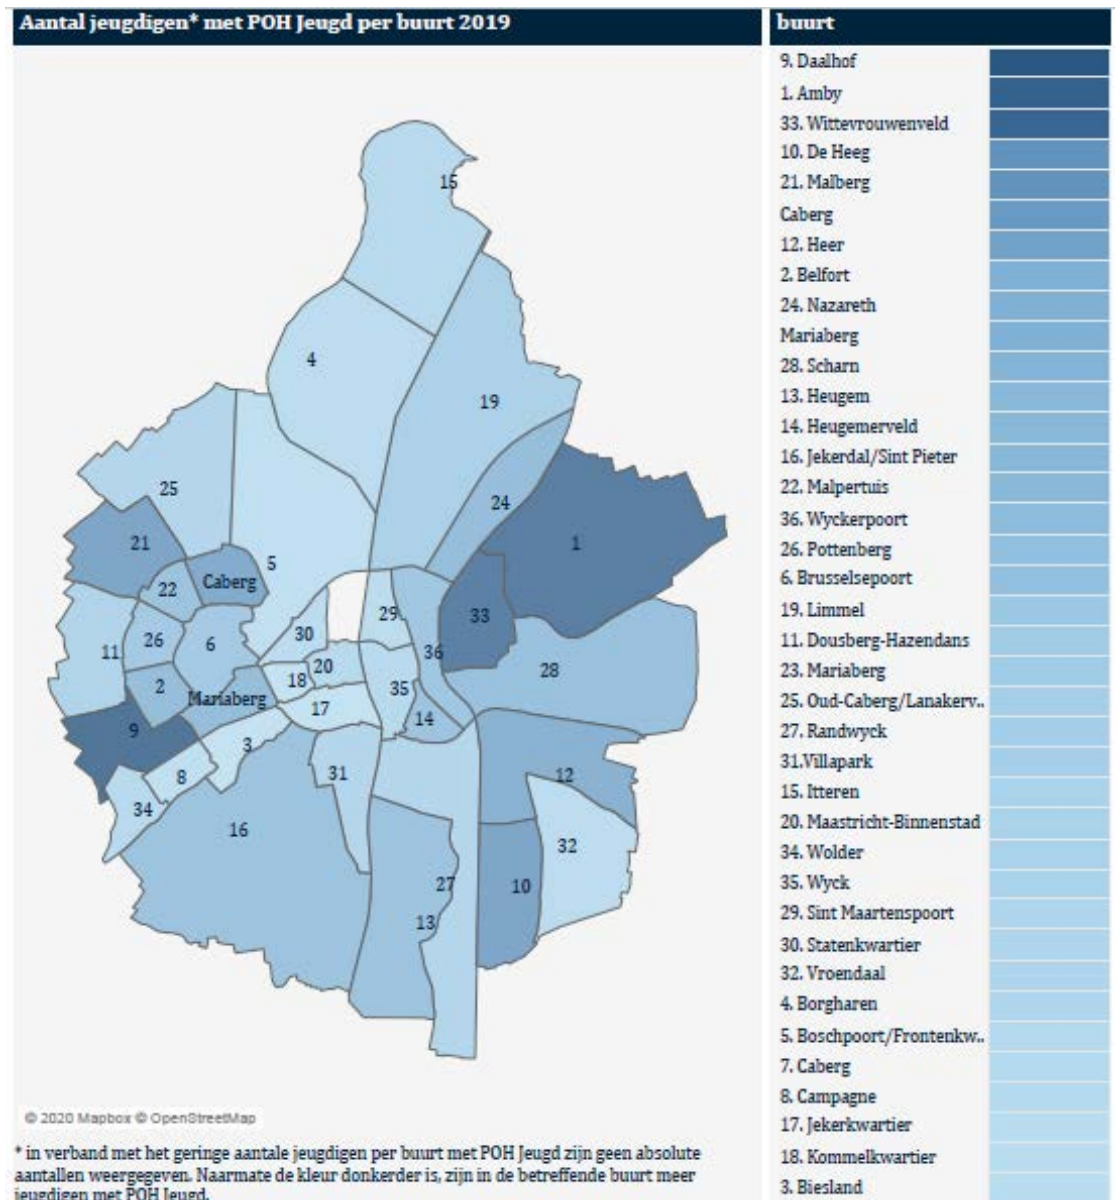 Aantal jeugdigen* met POH Jeugd per buurt 2019
15
4
19
25
24
21
1
5
Caberg
22
33
29
30
26
6
36
11
28
20
18
2
35
Mariaberg
17
14
9
3
31
12
8
34
16
32
27
10
13
© 2020 Mapbox © OpenStreetMap
* in verband met het geringe aantale jeugdigen per buurt met POH Jeugd zijn geen absolute
aantallen weergegeven. Naarmate de kleur donkerder is, zijn in de betreffende buurt meer
jeugdigen met POH Jeugd.
buurt
9. Daalhof
1. Amby
33. Wittevrouwenveld
10. De Heeg
21. Malberg
Caberg
12. Heer
2. Belfort
24. Nazareth
Mariaberg
28. Scharn
13. Heugem
14. Heugemerveld
16. Jekerdal/Sint Pieter
22. Malpertuis
36. Wyckerpoort
26. Pottenberg
6. Brusselsepoort
19. Limmel
11. Dousberg-Hazendans
23. Mariaberg
25. Oud-Caberg/Lanakerv..
27. Randwyck
31.Villapark
15. Itteren
20. Maastricht-Binnenstad
34. Wolder
35. Wyck
29. Sint Maartenspoort
30. Statenkwartier
32. Vroendaal
4. Borgharen
5. Boschpoort/Frontenkw..
7. Caberg
8. Campagne
17. Jekerkwartier
18. Kommelkwartier
3. Biesland